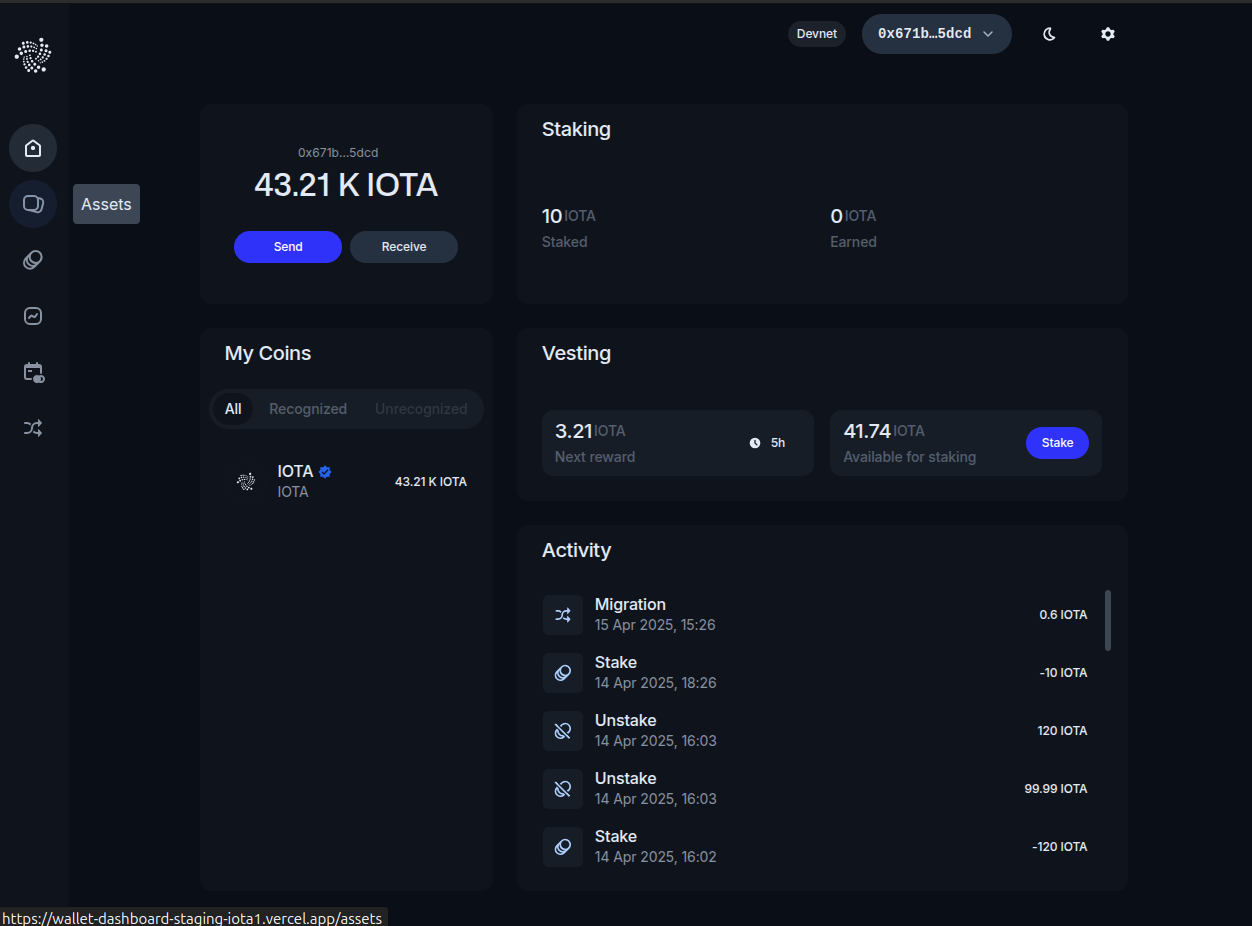 Devnet
0x671b…5dcd
Assets
0x671b…5dcd
43.21 K IOTA
Send
Receive
Staking
10 IOTA
Staked
0 IOTA
Earned
My Coins
All
Recognized
Unrecognized
IOTA
IOTA
43.21 K IOTA
Vesting
3.21 IOTA
Next reward
5h
41.74 IOTA
Available for staking
Stake
Activity
Migration
15 Apr 2025, 15:26
0.6 IOTA
Stake
14 Apr 2025, 18:26
-10 IOTA
Unstake
14 Apr 2025, 16:03
120 IOTA
Unstake
14 Apr 2025, 16:03
99.99 IOTA
Stake
14 Apr 2025, 16:02
-120 IOTA
https://wallet-dashboard-staging-iota1.vercel.app/assets